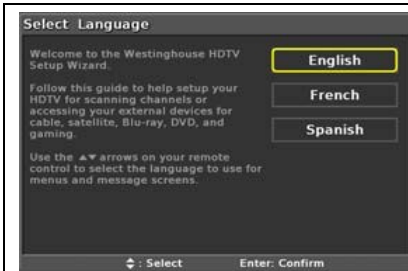 Select Language
Welcome to the Westinghouse HDTV
Setup Wizard.
Follow this guide to help setup your
HDTV for scanning channels or
accessing your external devices for
cable, satellite, Blu-ray, DVD, and
gaming.
Use the ▲▼ arrows on your remote
control to select the language to use for
menus and message screens.
English
French
Spanish
: Select Enter: Confirm